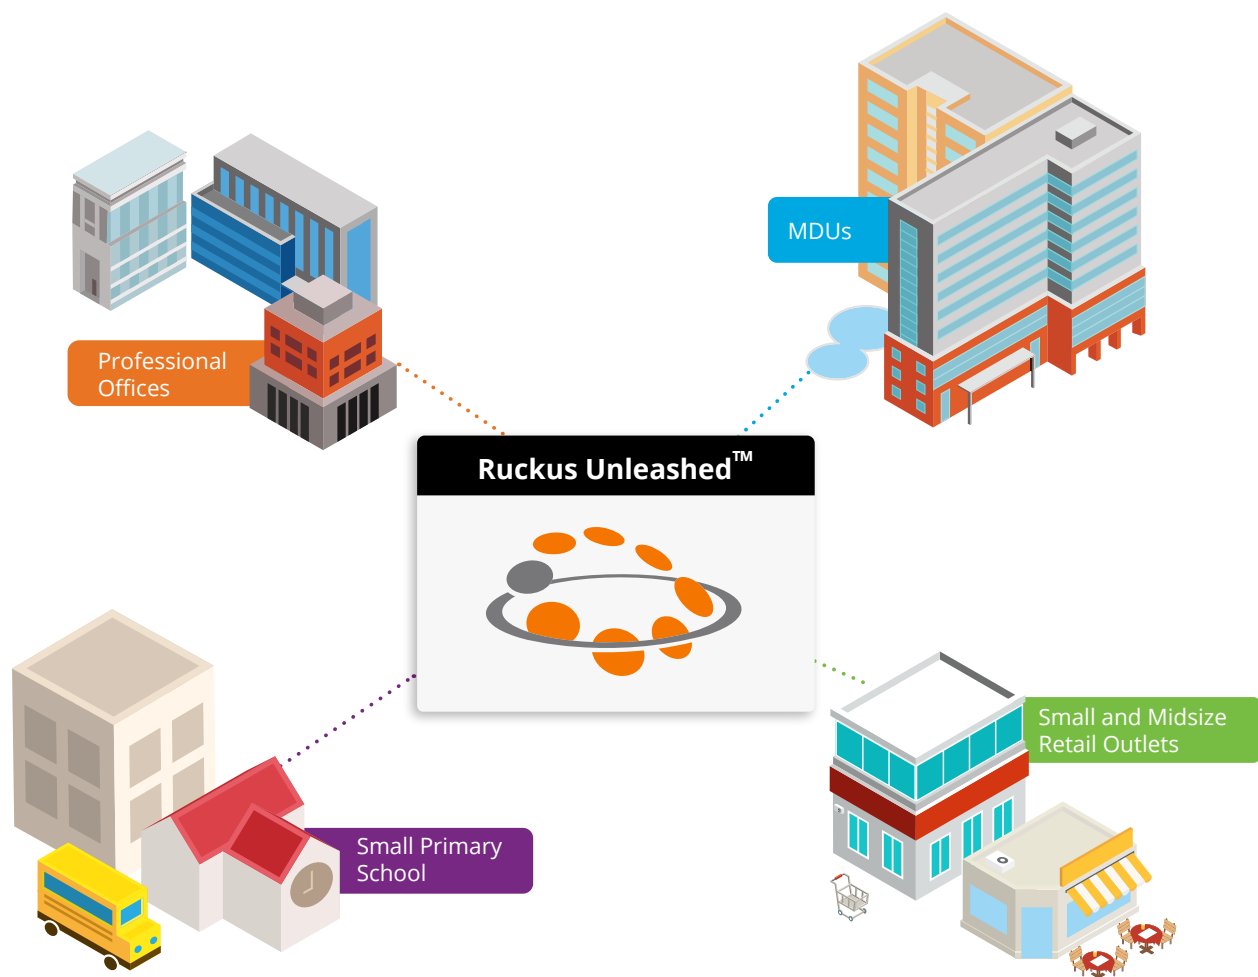 MDUs
Professional
Offices
Ruckus Unleashed™
Small and Midsize
Retail Outlets
Small Primary
School